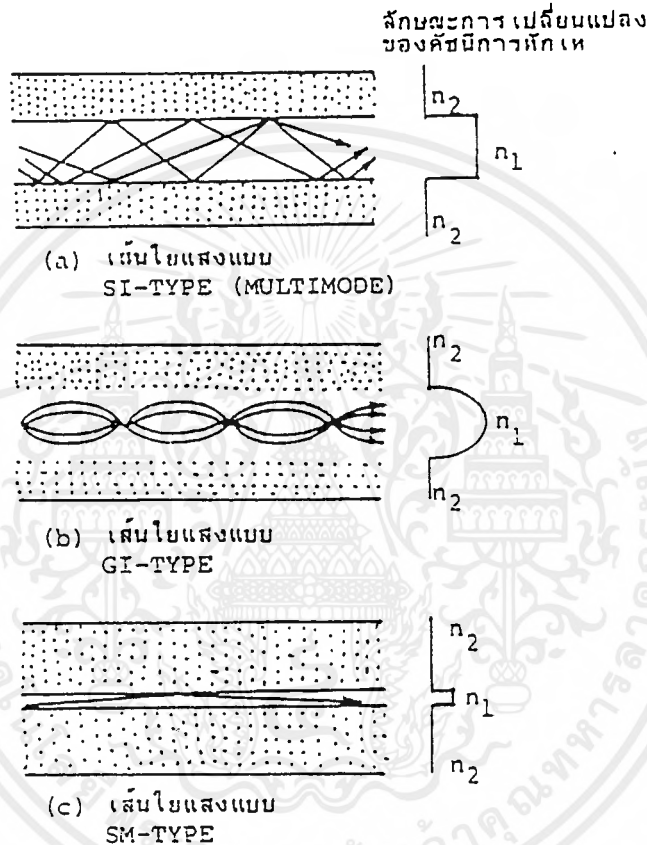 ลักษณะการเปลี่ยนแปลง
ของดัชนีการหักเห
n2
n1
n2
(a) เส้นใยแสงแบบ
SI-TYPE (MULTIMODE)
n2
n1
n2
(b) เส้นใยแสงแบบ
GI-TYPE
n2
n1
n2
(c) เส้นใยแสงแบบ
SM-TYPE